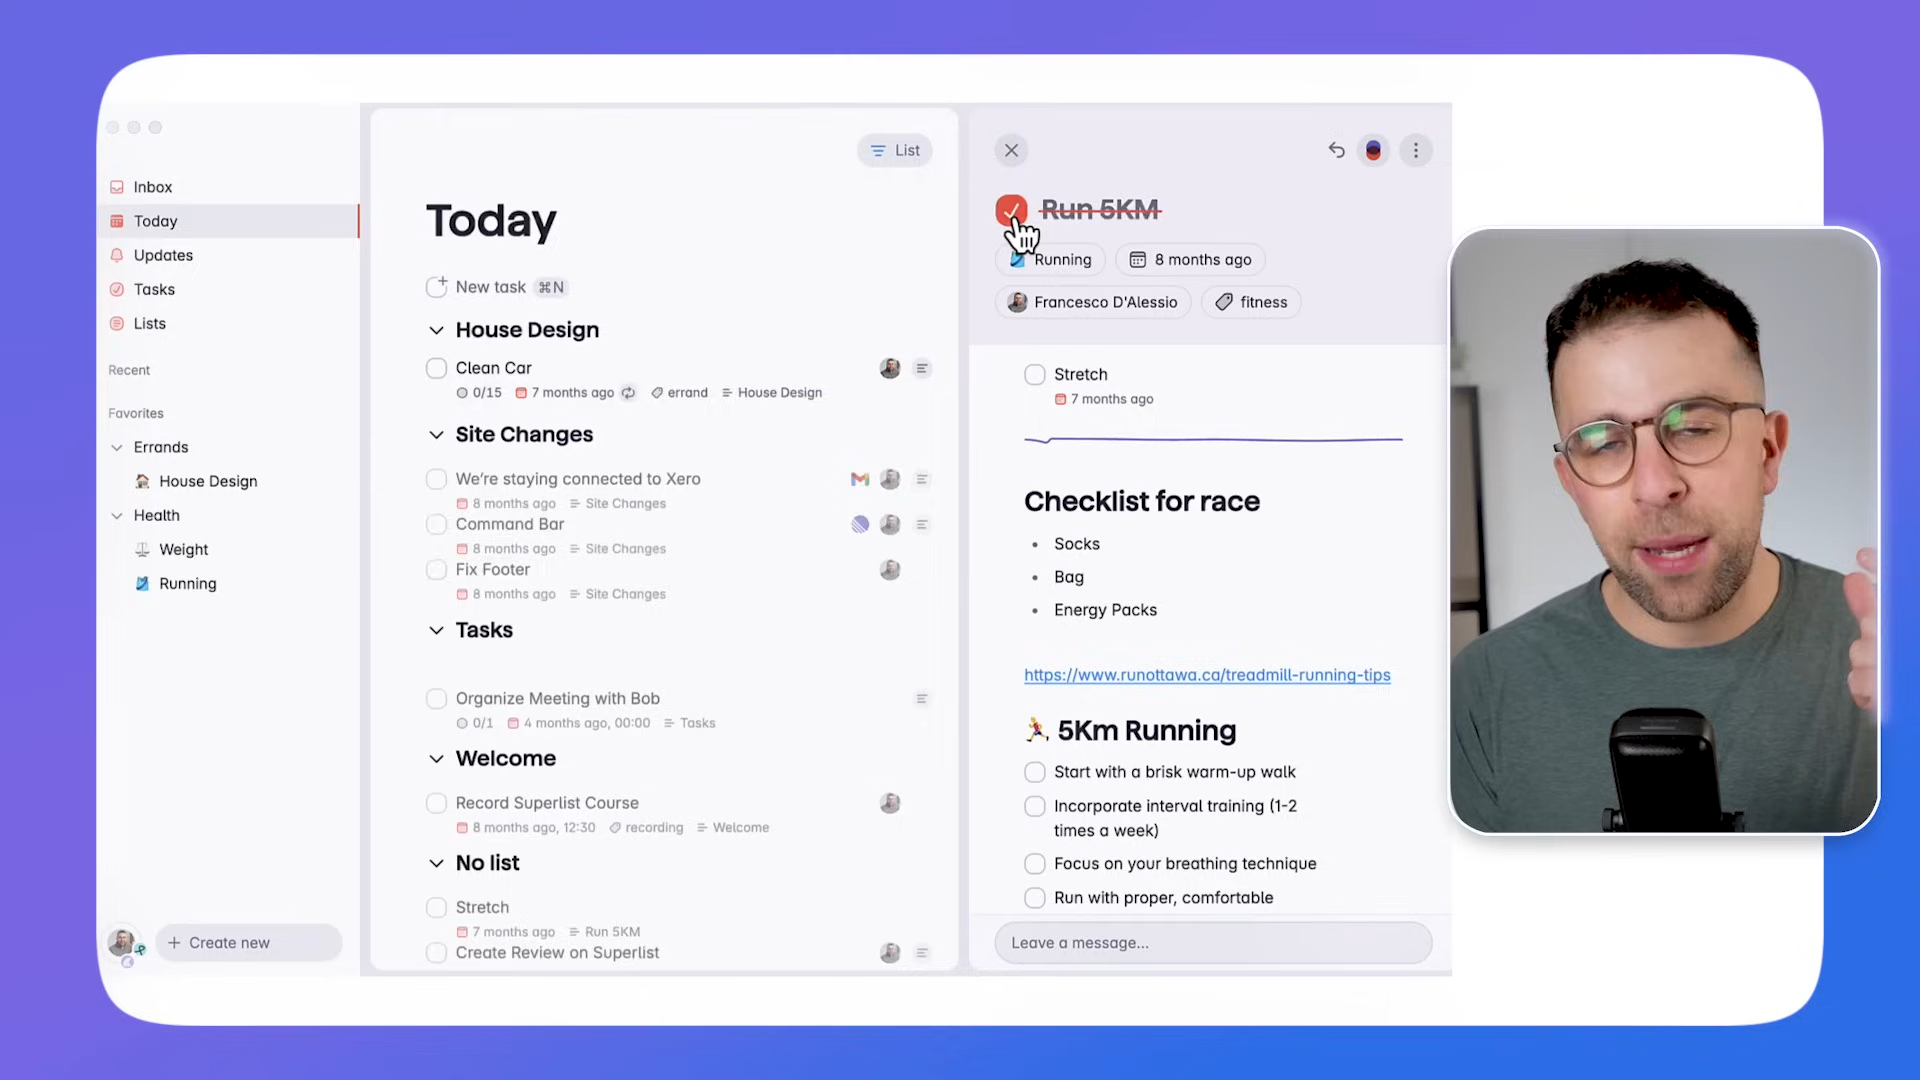 Inbox
Today
Updates
Tasks
Lists
Recent
Favorites
Errands
House Design
Health
Weight
Running
Create new
List
Today
New task ⌘N
House Design
Clean Car
0/15 7 months ago errand House Design
Site Changes
We're staying connected to Xero
8 months ago Site Changes
Command Bar
8 months ago Site Changes
Fix Footer
8 months ago Site Changes
Tasks
Organize Meeting with Bob
0/1 4 months ago, 00:00 Tasks
Welcome
Record Superlist Course
8 months ago, 12:30 recording Welcome
No list
Stretch
7 months ago Run 5KM
Create Review on Superlist
Run 5KM
Running 8 months ago
Francesco D'Alessio fitness
Stretch
7 months ago
Checklist for race
Socks
Bag
Energy Packs
https://www.runottawa.ca/treadmill-running-tips
5Km Running
Start with a brisk warm-up walk
Incorporate interval training (1-2
times a week)
Focus on your breathing technique
Run with proper, comfortable
Leave a message...